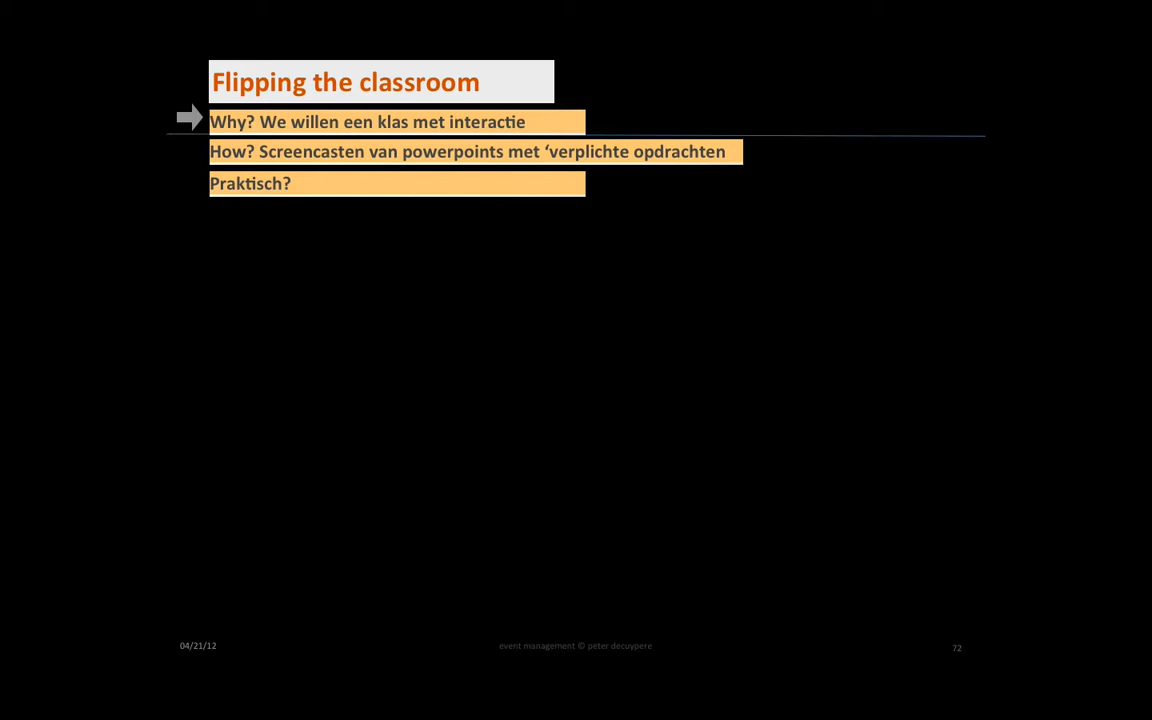 Flipping the classroom
Why? We willen een klas met interactie
How? Screencasten van powerpoints met ‘verplichte opdrachten
Praktisch?
04/21/12
event management © peter decuypere
72